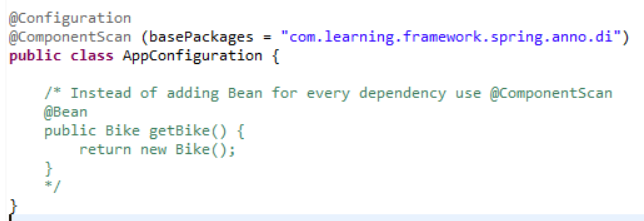 @Configuration
@ComponentScan (basePackages = "com.learning.framework.spring.anno.di")
public class AppConfiguration {
/* Instead of adding Bean for every dependency use @ComponentScan
@Bean
public Bike getBike() {
return new Bike();
}
*/
}